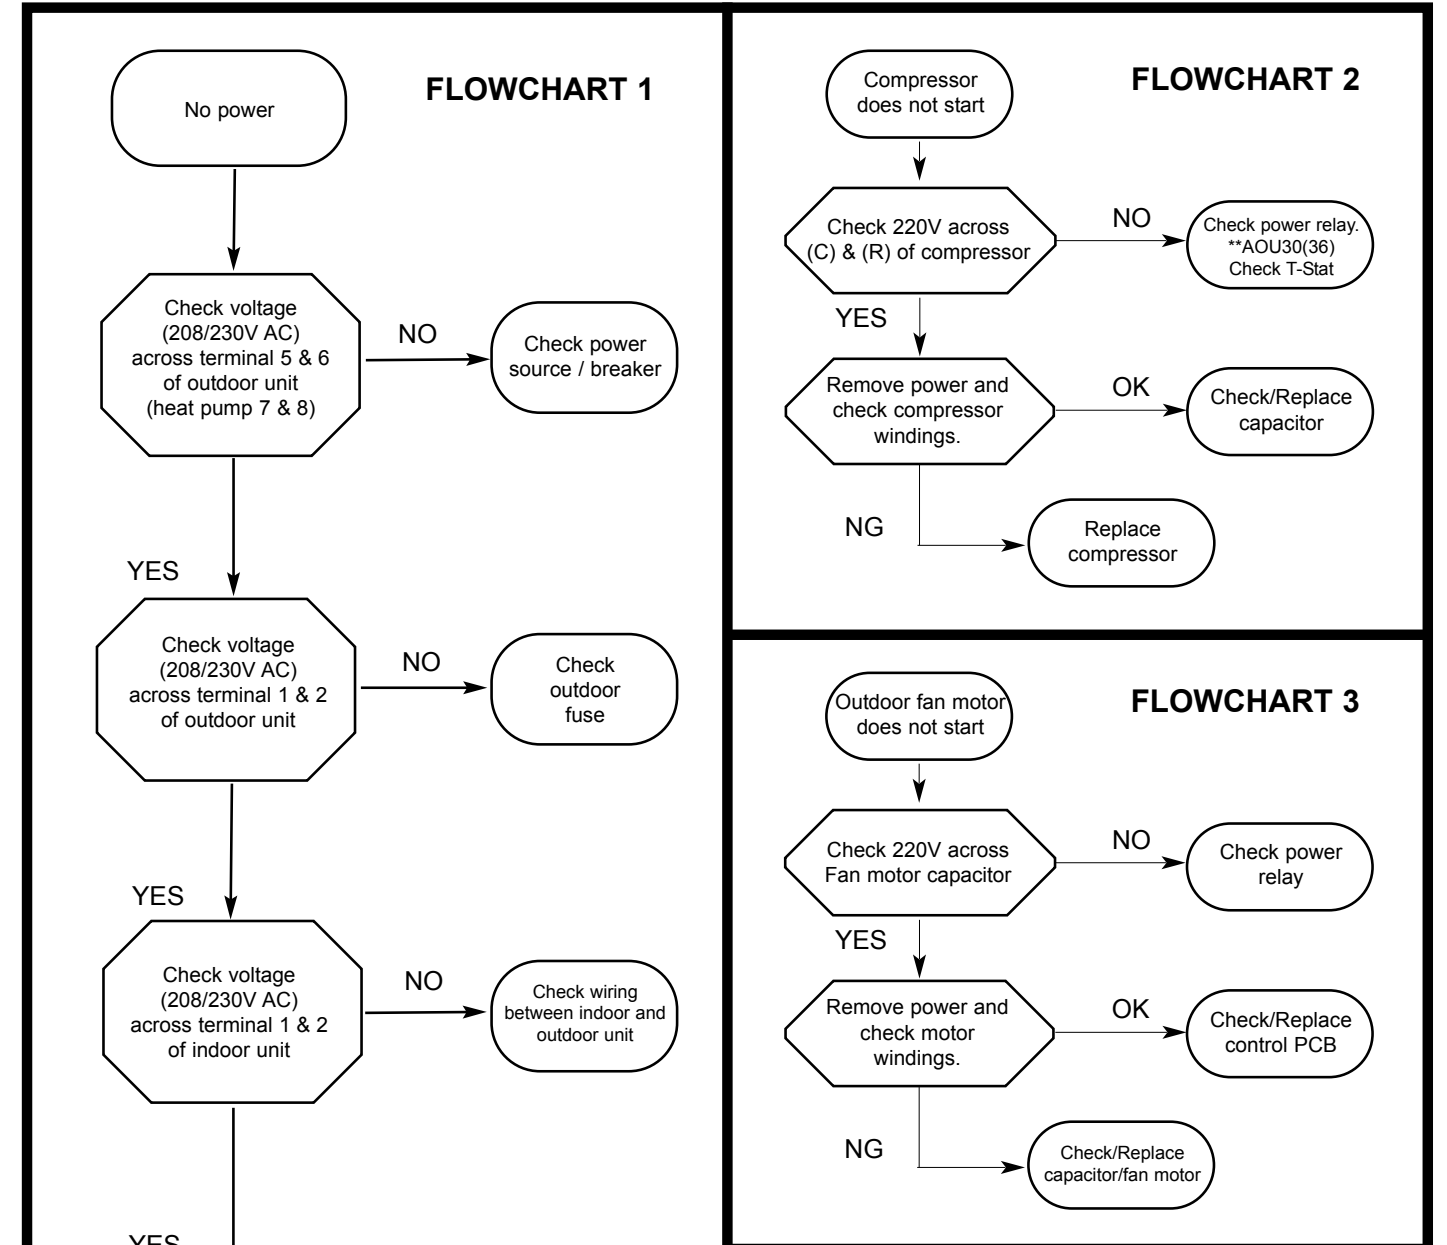 FLOWCHART 1
No power
Check voltage
(208/230V AC)
across terminal 5 & 6
of outdoor unit
(heat pump 7 & 8)
NO
Check power
source / breaker
YES
Check voltage
(208/230V AC)
across terminal 1 & 2
of outdoor unit
NO
Check
outdoor
fuse
YES
Check voltage
(208/230V AC)
across terminal 1 & 2
of indoor unit
NO
Check wiring
between indoor and
outdoor unit
YES
FLOWCHART 2
Compressor
does not start
Check 220V across
(C) & (R) of compressor
NO
Check power relay.
**AOU30(36)
Check T-Stat
YES
Remove power and
check compressor
windings.
OK
Check/Replace
capacitor
NG
Replace
compressor
FLOWCHART 3
Outdoor fan motor
does not start
Check 220V across
Fan motor capacitor
NO
Check power
relay
YES
Remove power and
check motor
windings.
OK
Check/Replace
control PCB
NG
Check/Replace
capacitor/fan motor